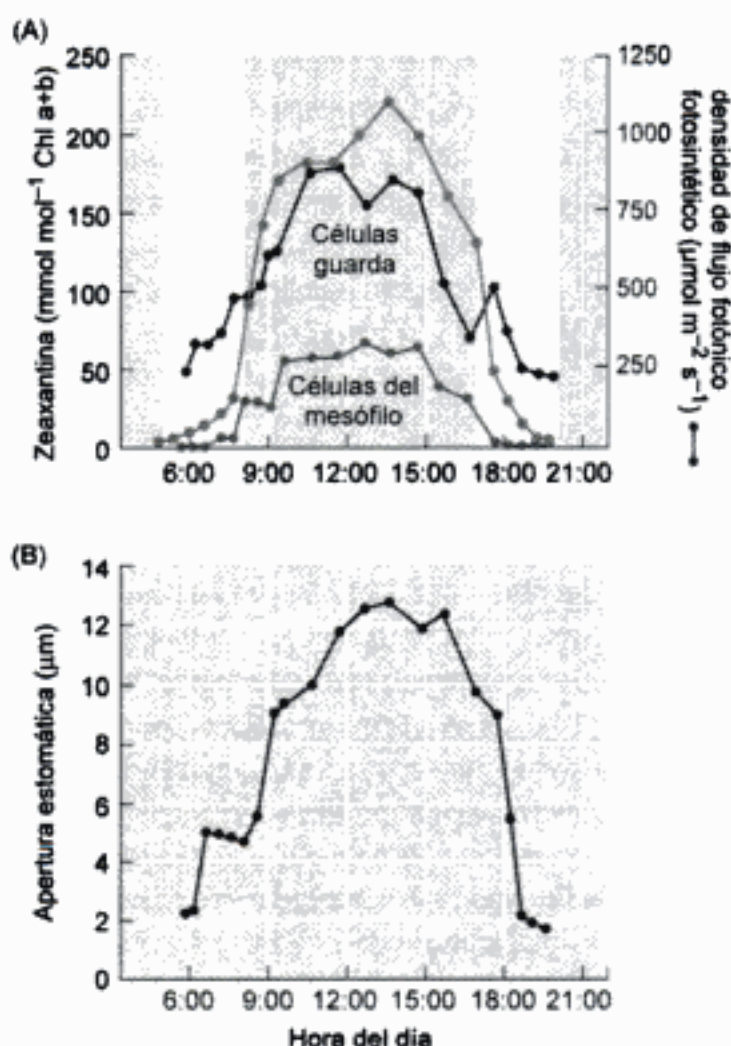 (A)
Zeaxantina (mmol mol⁻¹ Chl a+b)
250
200
150
100
50
0
Células
guarda
Células del
mesófilo
1250
1000
750
500
250
densidad de flujo fotónico
fotosintético (μmol m⁻² s⁻¹)
6:00 9:00 12:00 15:00 18:00 21:00
(B)
Apertura estomática (μm)
14
12
10
8
6
4
2
0
6:00 9:00 12:00 15:00 18:00 21:00
Hora del dia